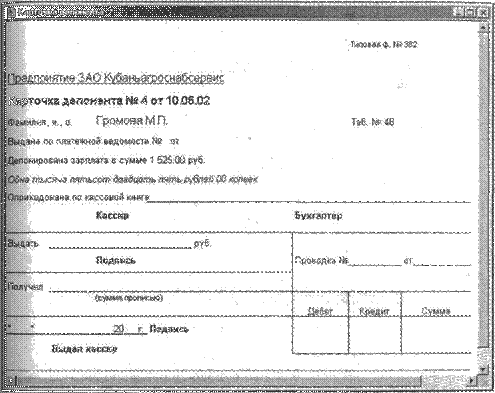 Типовая ф. № 382
Предприятие ЗАО Кубаньагроснабсервис
Карточка депонента № 4 от 10.06.02
Фамилия, и., о. Громова М.П. Таб. № 46
Выдана по платежной ведомости № от
Депонирована зарплата в сумме 1 525.00 руб.
Одна тысяча пятьсот двадцать пять рублей 00 копеек
Оприходована по кассовой книге
Кассир Бухгалтер
Выдать руб.
Подпись Проводка № от
Получил
(сумма прописью)
Дебет Кредит Сумма
" " 20 г. Подпись
Выдал кассир